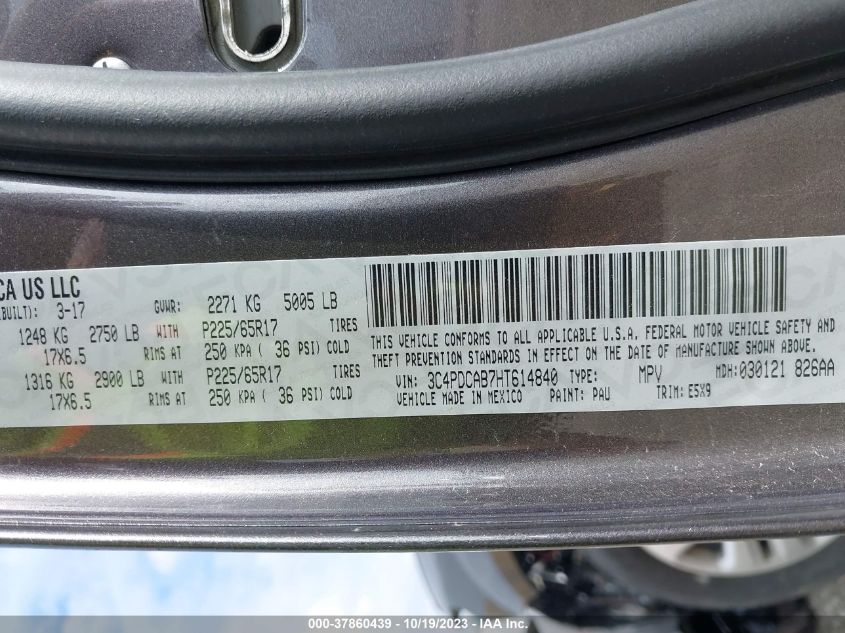 CA US LLC
BUILT): 3-17 GVWR: 2271 KG 5005 LB
1248 KG 2750 LB WITH P225/65R17 TIRES
17X6.5 RIMS AT 250 KPA ( 36 PSI) COLD
1316 KG 2900 LB WITH P225/65R17 TIRES
17X6.5 RIMS AT 250 KPA ( 36 PSI) COLD
THIS VEHICLE CONFORMS TO ALL APPLICABLE U.S.A. FEDERAL MOTOR VEHICLE SAFETY AND
THEFT PREVENTION STANDARDS IN EFFECT ON THE DATE OF MANUFACTURE SHOWN ABOVE.
VIN: 3C4PDCAB7HT614840 TYPE: MPV MDH: 030121 826AA
VEHICLE MADE IN MEXICO PAINT: PAU TRIM: E5X9
000-37860439 - 10/19/2023 - IAA Inc.